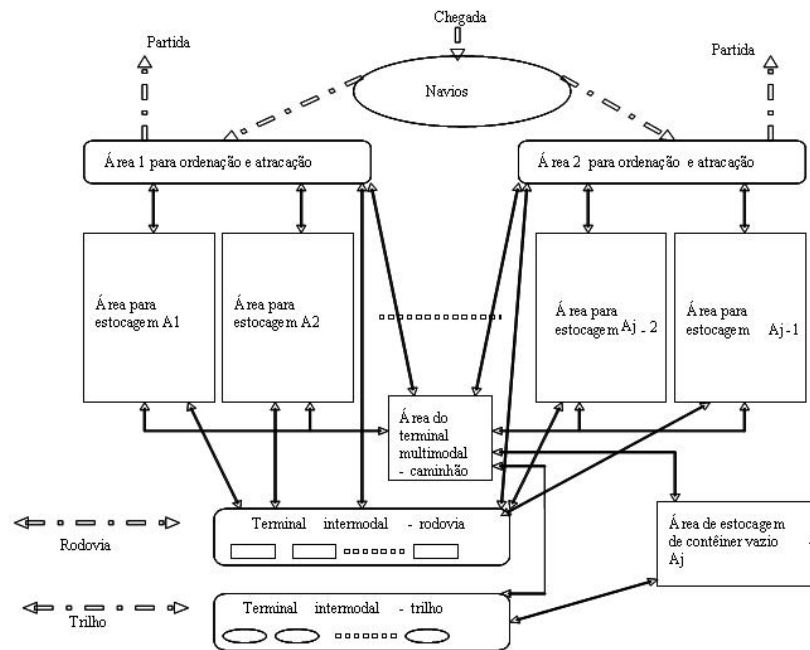 Chegada
Partida
Partida
Navios
Área 1 para ordenação e atracação
Área 2 para ordenação e atracação
Área para
estocagem A1
Área para
estocagem A2
Área para
estocagem Aj - 2
Área para
estocagem Aj-1
Área do
terminal
multimodal
- caminhão
Terminal intermodal - rodovia
Rodovia
Área de estocagem -
de contêiner vazio
Aj
Terminal intermodal - trilho
Trilho